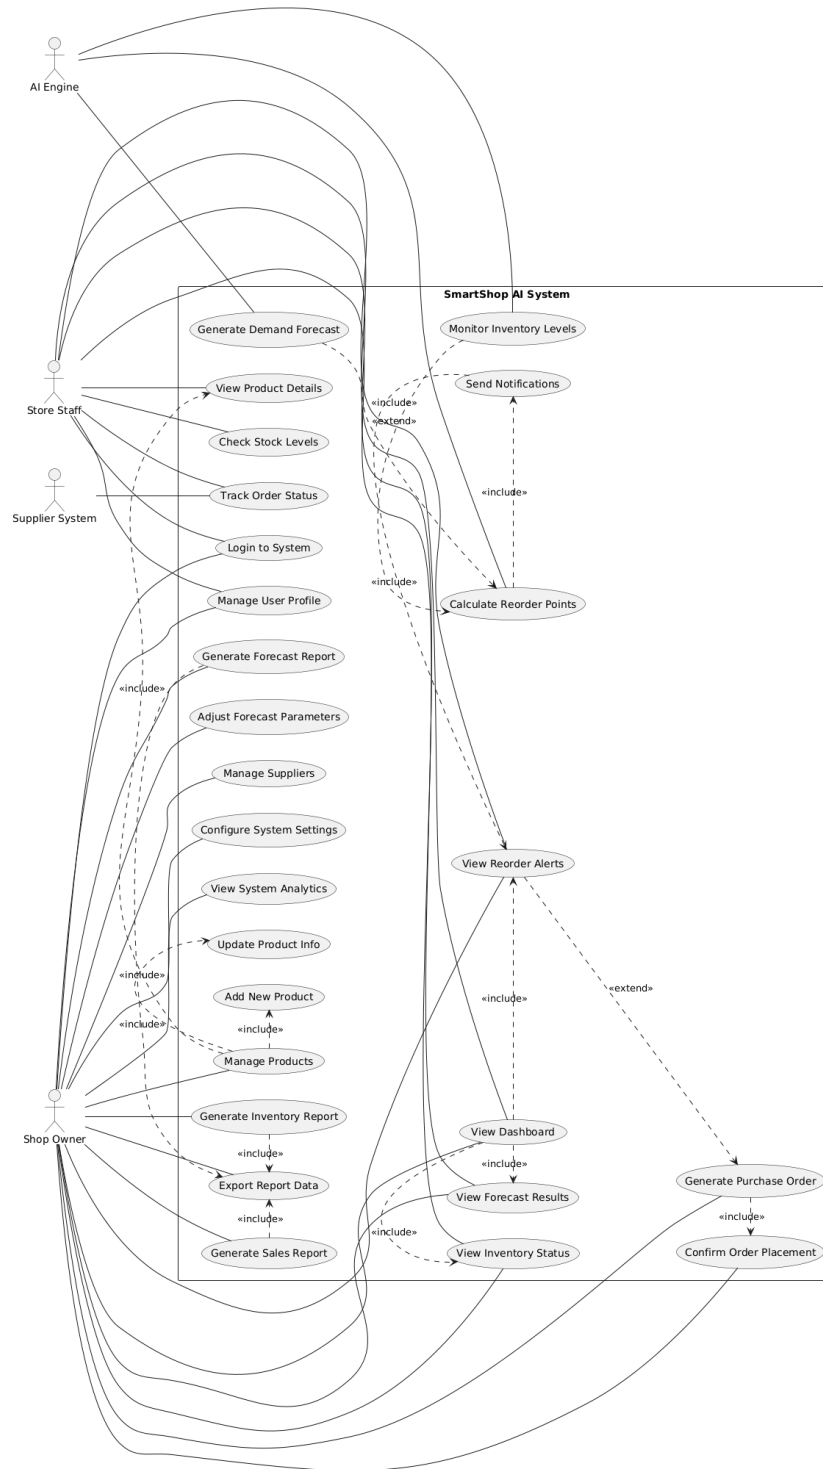 AI Engine
SmartShop AI System
Generate Demand Forecast
Monitor Inventory Levels
Send Notifications
View Product Details
Store Staff
«include»
«extend»
Check Stock Levels
Supplier System
Track Order Status
«include»
Login to System
«include»
Manage User Profile
Calculate Reorder Points
Generate Forecast Report
«include»
Adjust Forecast Parameters
Manage Suppliers
Configure System Settings
View Reorder Alerts
View System Analytics
Update Product Info
«include»
«extend»
Add New Product
«include»
«include»
«include»
Manage Products
Shop Owner
Generate Inventory Report
View Dashboard
«include»
«include»
Export Report Data
View Forecast Results
Generate Purchase Order
«include»
«include»
«include»
Generate Sales Report
View Inventory Status
Confirm Order Placement